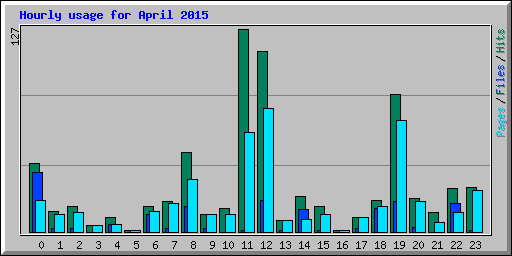 Hourly usage for April 2015
127
Pages / Files / Hits
0 1 2 3 4 5 6 7 8 9 10 11 12 13 14 15 16 17 18 19 20 21 22 23